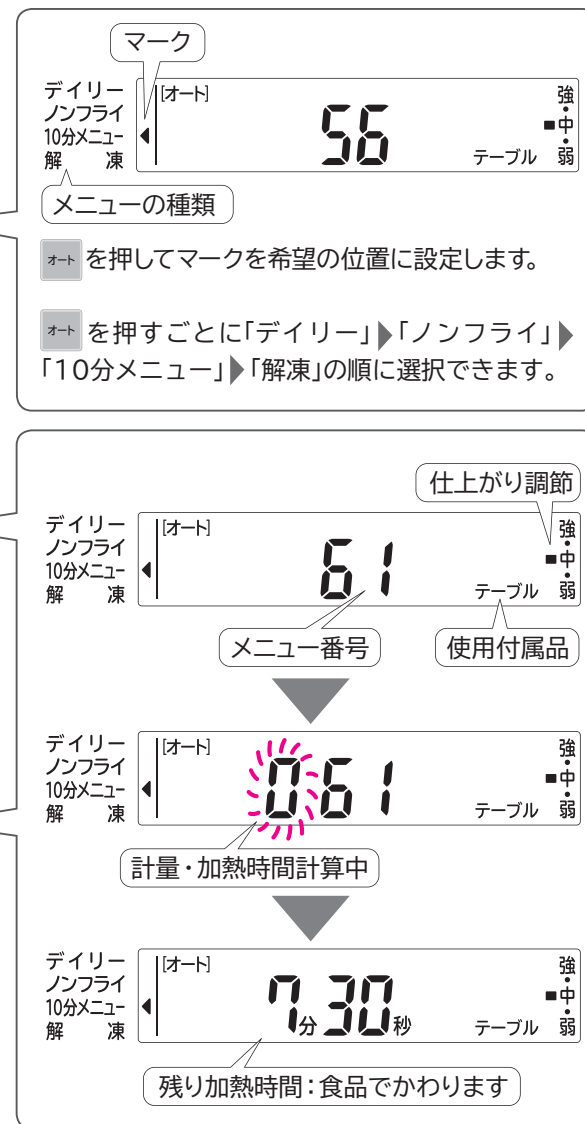 マーク
デイリー [オート] 強
ノンフライ ・
10分メニュー ◀ 56 ■中
・
解 凍 テーブル 弱
メニューの種類
オート を押してマークを希望の位置に設定します。
オート を押すごとに「デイリー」▶「ノンフライ」▶
「10分メニュー」▶「解凍」の順に選択できます。
仕上がり調節
デイリー [オート] 強
ノンフライ ・
10分メニュー ◀ 61 ■中
・
解 凍 テーブル 弱
メニュー番号 使用付属品
デイリー [オート] 強
ノンフライ ・
10分メニュー ◀ 061 ■中
・
解 凍 テーブル 弱
計量・加熱時間計算中
デイリー [オート] 強
ノンフライ ・
10分メニュー ◀ 7分30秒 ■中
・
解 凍 テーブル 弱
残り加熱時間：食品でかわります